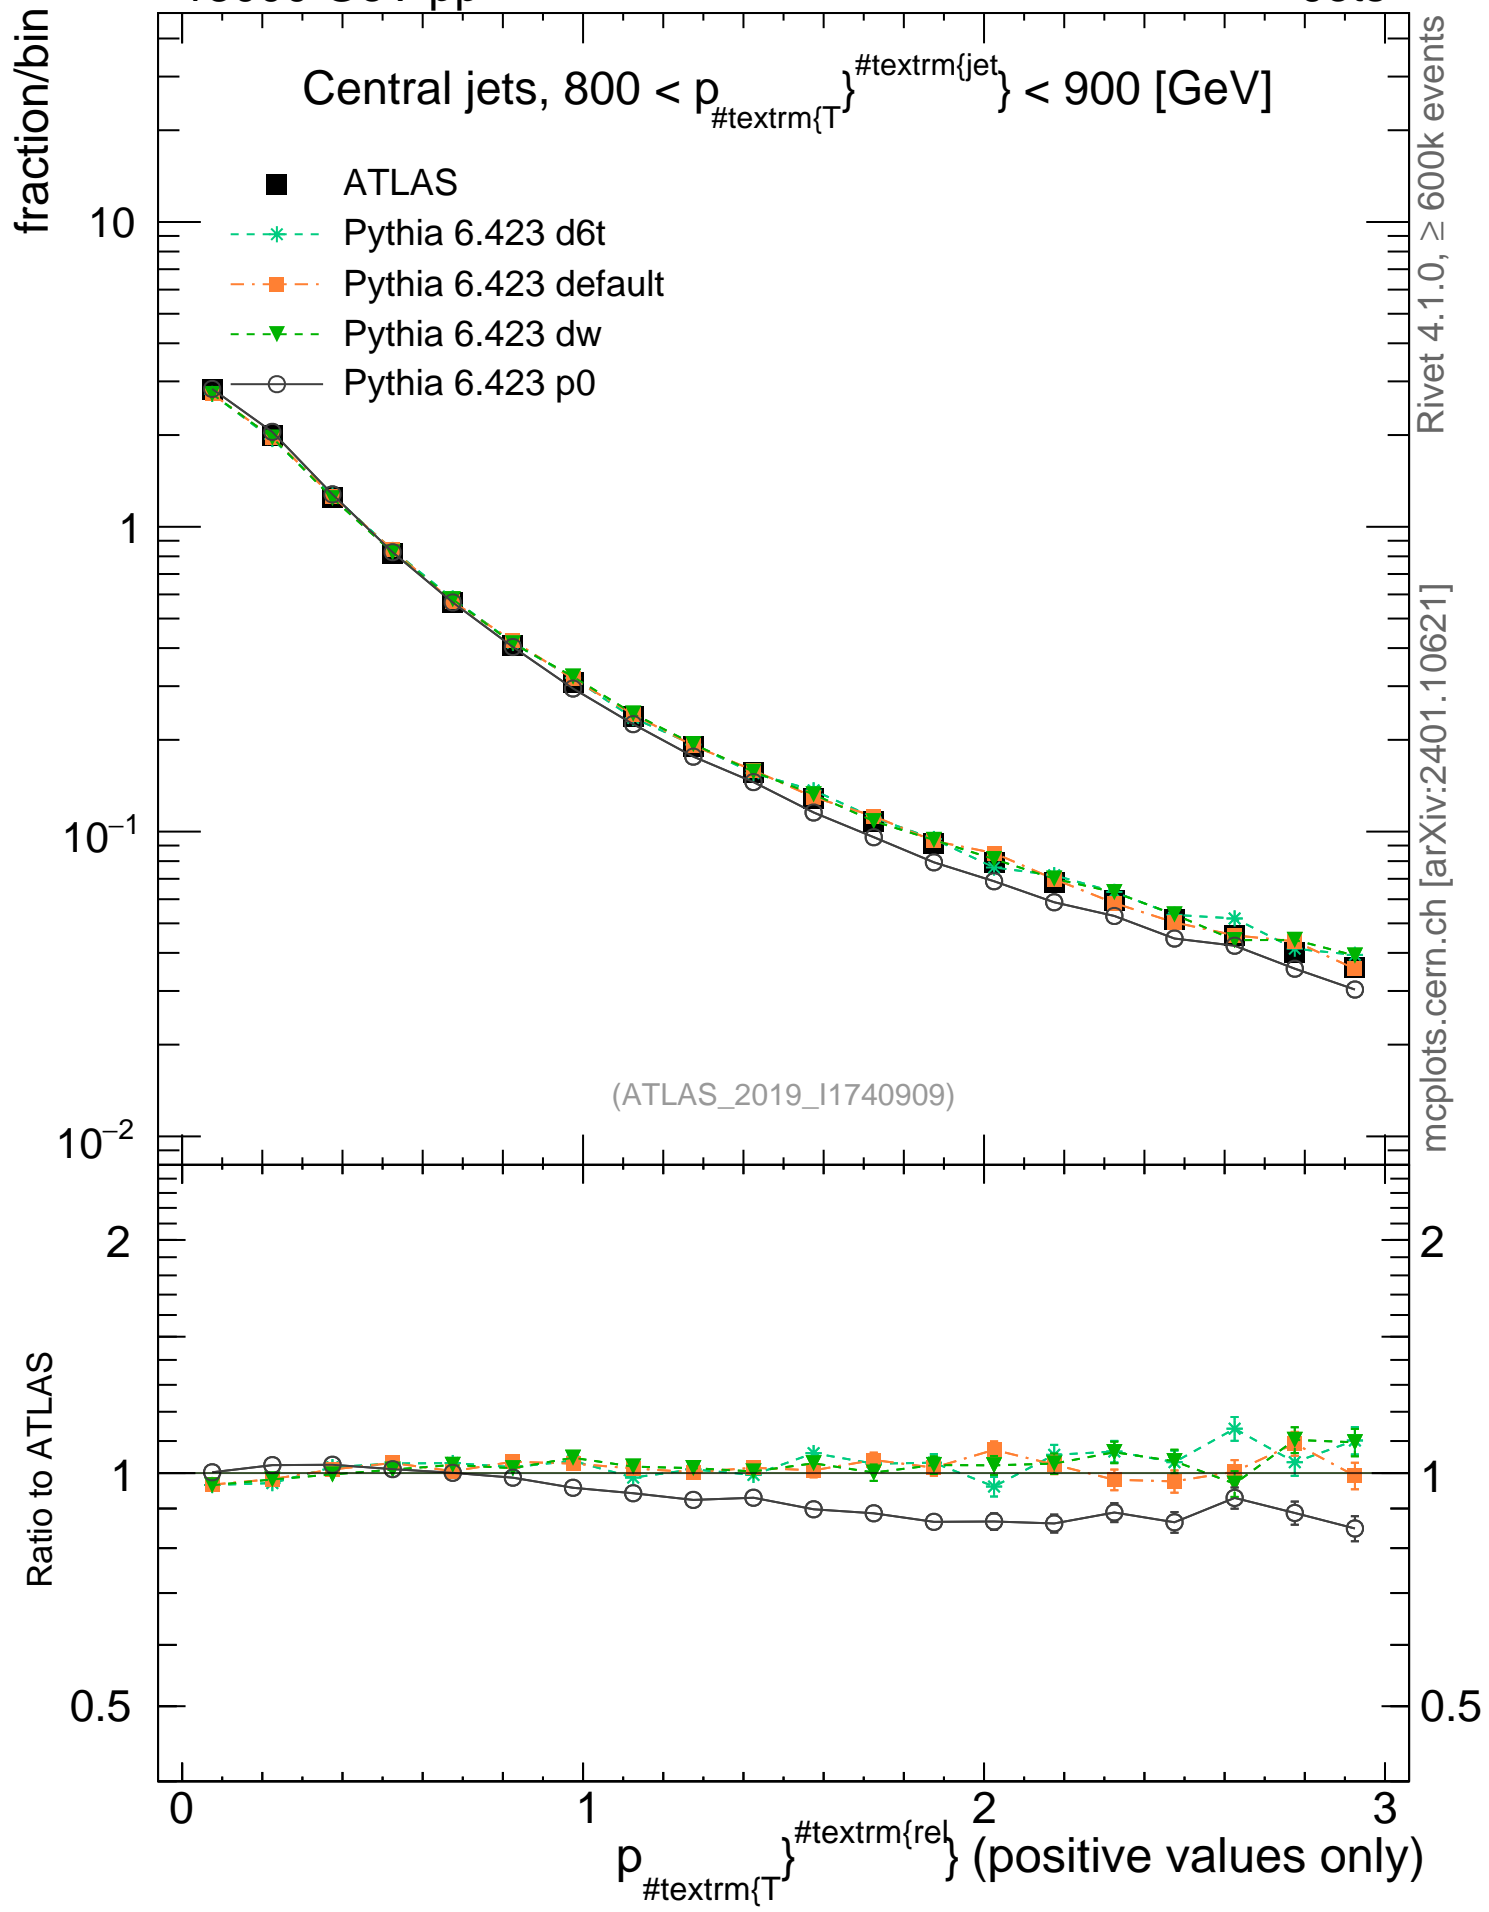 fraction/bin
Central jets, 800 < p_#textrm{T}^#textrm{jet} < 900 [GeV]
ATLAS
Pythia 6.423 d6t
Pythia 6.423 default
Pythia 6.423 dw
Pythia 6.423 p0
10
1
10−1
10−2
(ATLAS_2019_I1740909)
Rivet 4.1.0, ≥ 600k events
mcplots.cern.ch [arXiv:2401.10621]
Ratio to ATLAS
2
1
0.5
2
1
0.5
0 1 2 3
p_#textrm{T}^#textrm{rel} (positive values only)